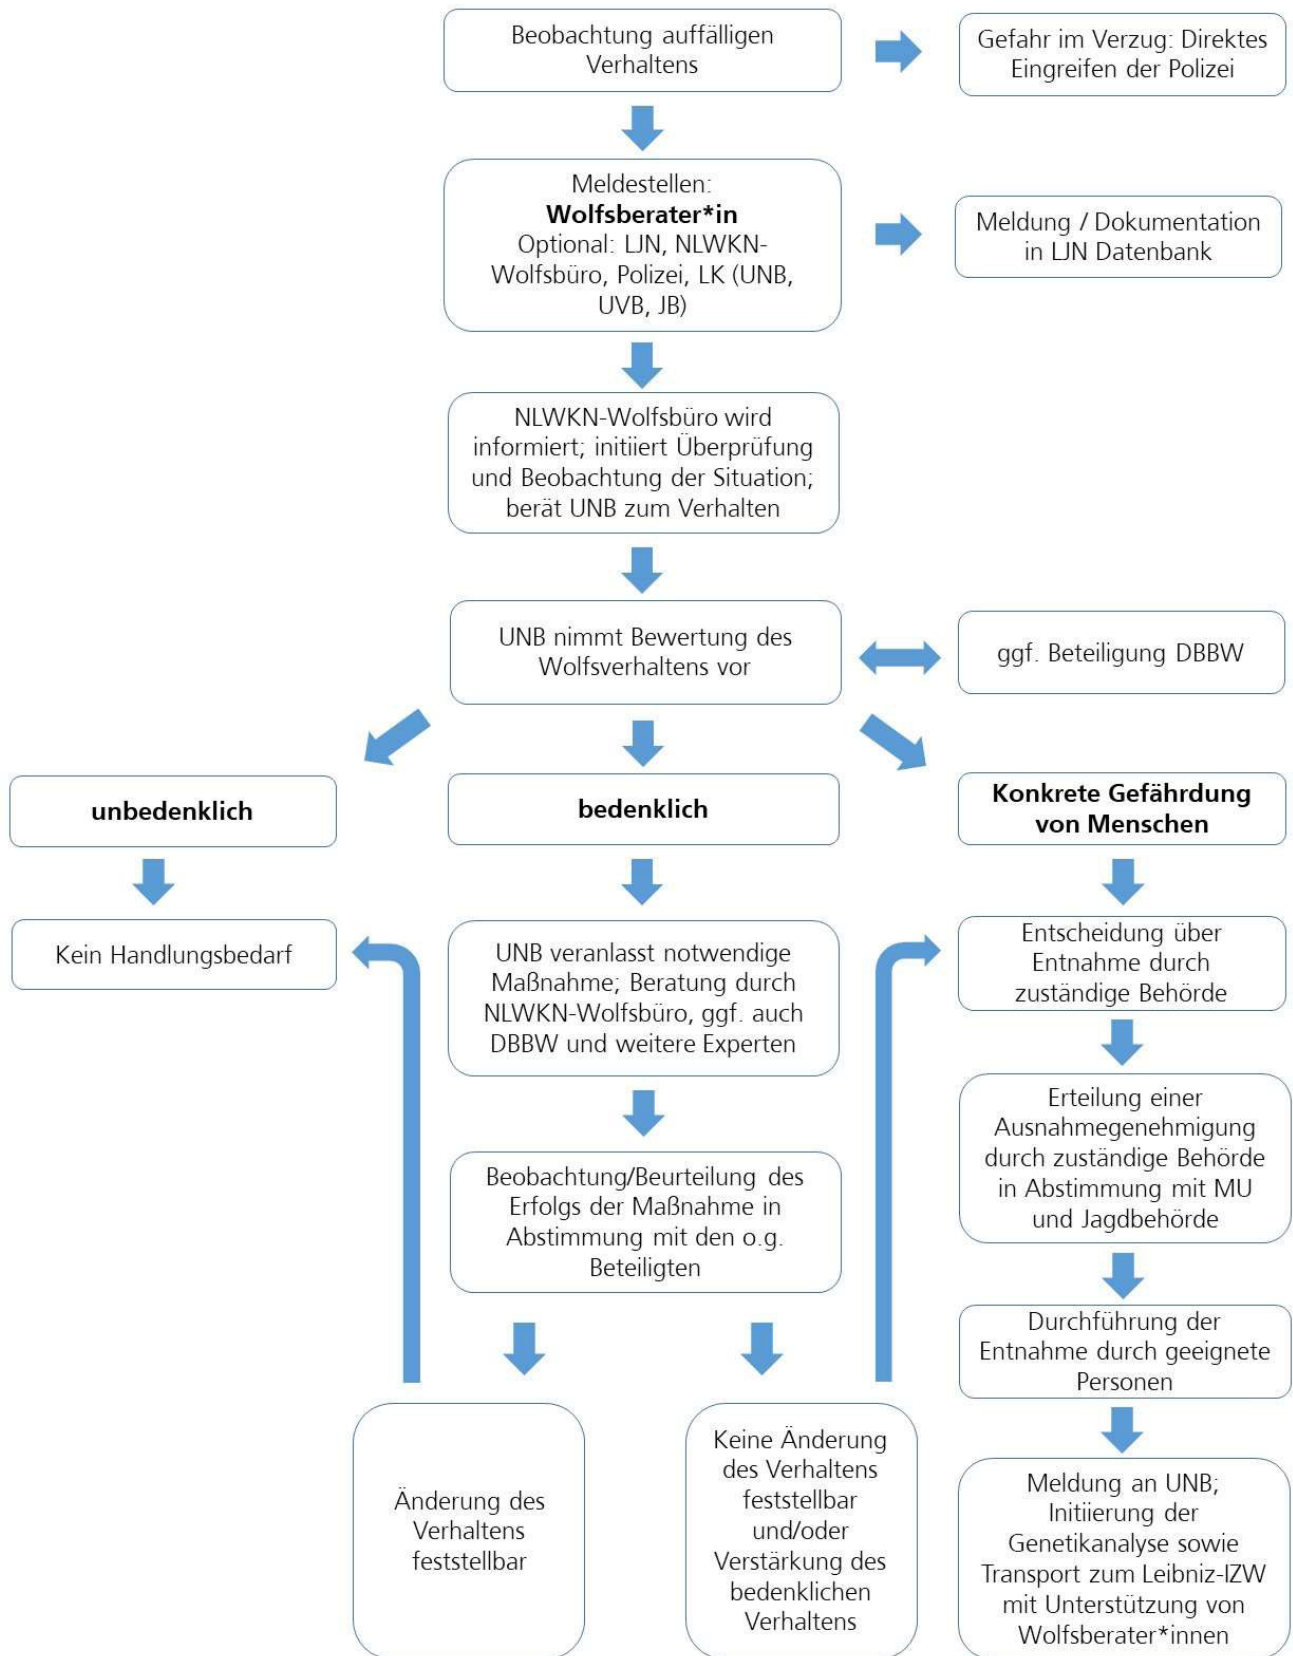 Beobachtung auffälligen
Verhaltens
Gefahr im Verzug: Direktes
Eingreifen der Polizei
Meldestellen:
Wolfsberater*in
Optional: LJN, NLWKN-
Wolfsbüro, Polizei, LK (UNB,
UVB, JB)
Meldung / Dokumentation
in LJN Datenbank
NLWKN-Wolfsbüro wird
informiert; initiiert Überprüfung
und Beobachtung der Situation;
berät UNB zum Verhalten
UNB nimmt Bewertung des
Wolfsverhaltens vor
ggf. Beteiligung DBBW
unbedenklich
bedenklich
Konkrete Gefährdung
von Menschen
Kein Handlungsbedarf
UNB veranlasst notwendige
Maßnahme; Beratung durch
NLWKN-Wolfsbüro, ggf. auch
DBBW und weitere Experten
Entscheidung über
Entnahme durch
zuständige Behörde
Beobachtung/Beurteilung des
Erfolgs der Maßnahme in
Abstimmung mit den o.g.
Beteiligten
Erteilung einer
Ausnahmegenehmigung
durch zuständige Behörde
in Abstimmung mit MU
und Jagdbehörde
Durchführung der
Entnahme durch geeignete
Personen
Änderung des
Verhaltens
feststellbar
Keine Änderung
des Verhaltens
feststellbar
und/oder
Verstärkung des
bedenklichen
Verhaltens
Meldung an UNB;
Initiierung der
Genetikanalyse sowie
Transport zum Leibniz-IZW
mit Unterstützung von
Wolfsberater*innen